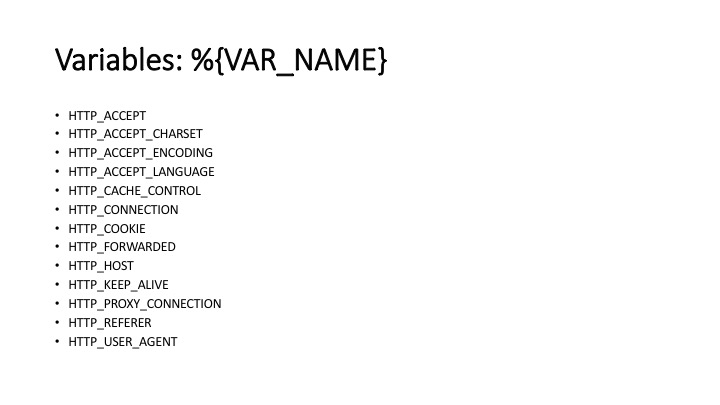 Variables: %{VAR_NAME}
• HTTP_ACCEPT
• HTTP_ACCEPT_CHARSET
• HTTP_ACCEPT_ENCODING
• HTTP_ACCEPT_LANGUAGE
• HTTP_CACHE_CONTROL
• HTTP_CONNECTION
• HTTP_COOKIE
• HTTP_FORWARDED
• HTTP_HOST
• HTTP_KEEP_ALIVE
• HTTP_PROXY_CONNECTION
• HTTP_REFERER
• HTTP_USER_AGENT